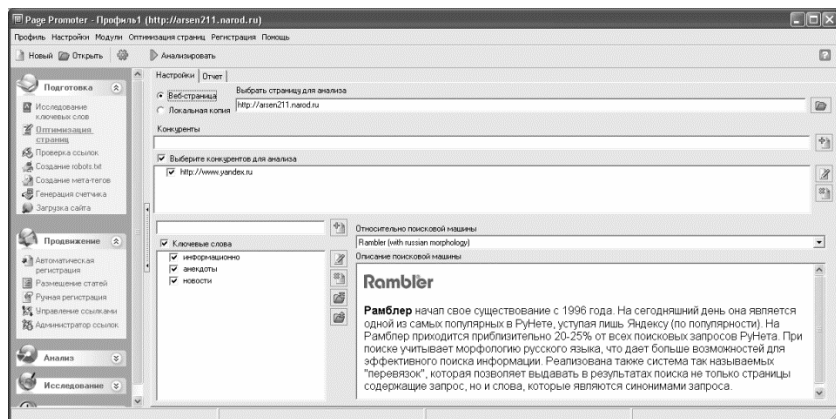 Page Promoter - Профиль1 (http://arsen211.narod.ru)
Профиль Настройки Модули Оптимизация страниц Регистрация Помощь
Новый Открыть Анализировать
Подготовка
Исследование
ключевых слов
Оптимизация
страниц
Проверка ссылок
Создание robots.txt
Создание мета-тегов
Генерация счетчика
Загрузка сайта
Продвижение
Автоматическая
регистрация
Размещение статей
Ручная регистрация
Управление ссылками
Администратор ссылок
Анализ
Исследование
Настройки Отчет
Веб-страница
Локальная копия
Выбрать страницу для анализа
http://arsen211.narod.ru
Конкуренты
Выберите конкурентов для анализа
http://www.yandex.ru
Ключевые слова
информационно
анекдоты
новости
Относительно поисковой машины
Rambler (with russian morphology)
Описание поисковой машины
Rambler
Рамблер начал свое существование с 1996 года. На сегодняшний день она является
одной из самых популярных в РуНете, уступая лишь Яндексу (по популярности). На
Рамблер приходится приблизительно 20-25% от всех поисковых запросов РуНета. При
поиске учитывает морфологию русского языка, что дает больше возможностей для
эффективного поиска информации. Реализована также система так называемых
"перевязок", которая позволяет выдавать в результатах поиска не только страницы
содержащие запрос, но и слова, которые являются синонимами запроса.